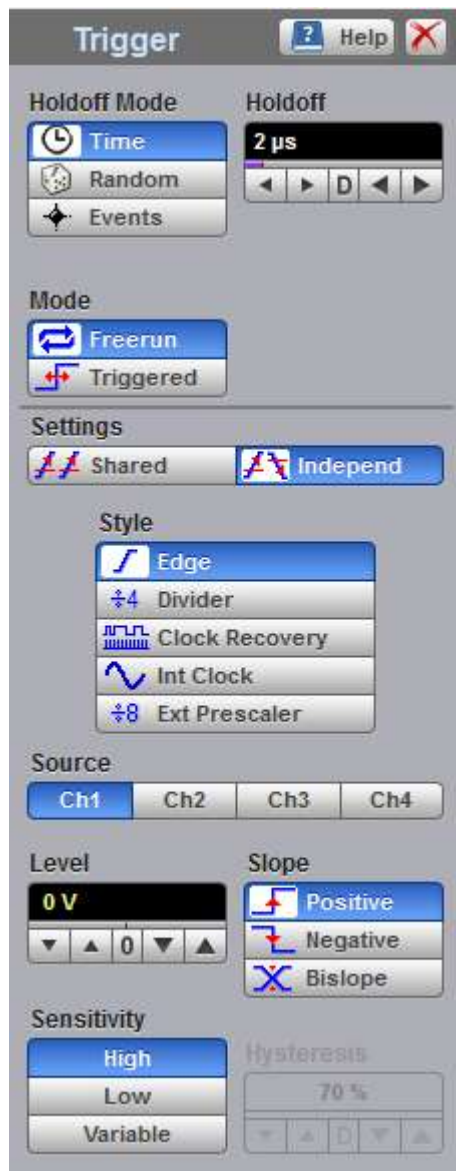 Trigger ? Help
Holdoff Mode Holdoff
Time 2 µs
Random D
Events
Mode
Freerun
Triggered
Settings
Shared Independ
Style
Edge
÷4 Divider
Clock Recovery
Int Clock
÷8 Ext Prescaler
Source
Ch1 Ch2 Ch3 Ch4
Level Slope
0 V Positive
0 Negative
Bislope
Sensitivity
High Hysteresis
Low 70 %
Variable D